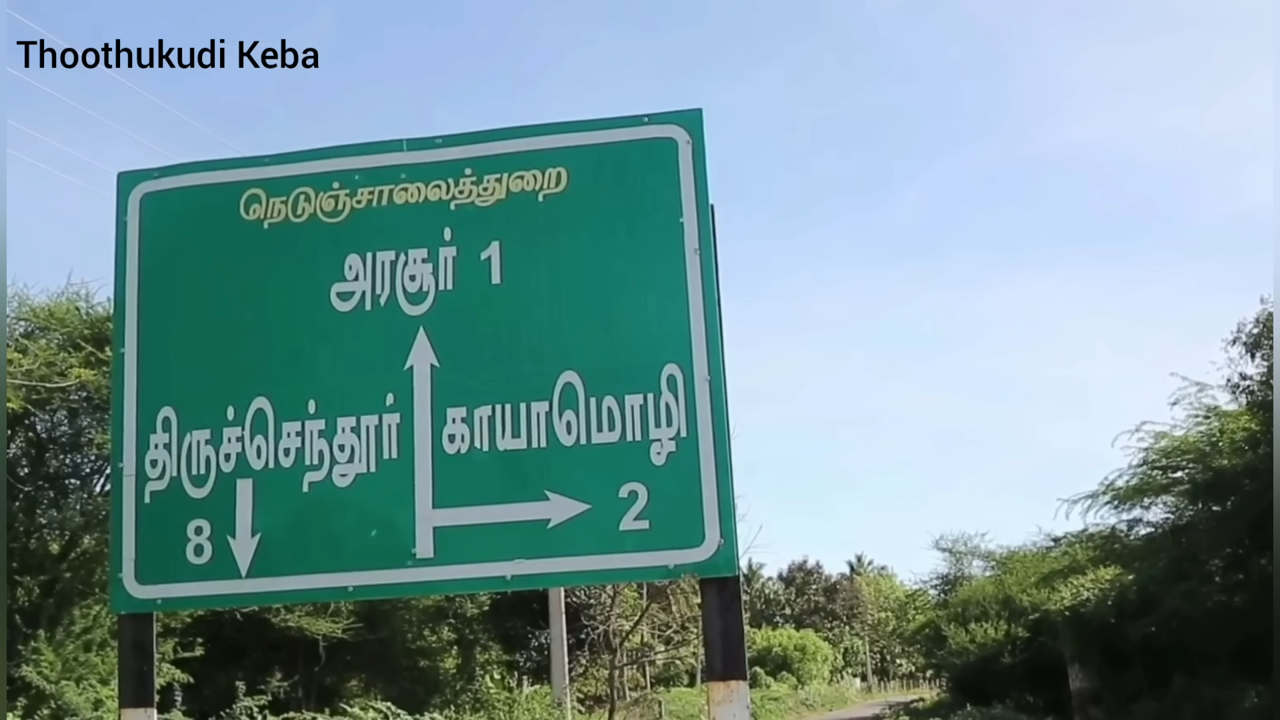 Thoothukudi Keba
நெடுஞ்சாலைத்துறை
அரசூர் 1
திருச்செந்தூர்
காயாமொழி
8
2